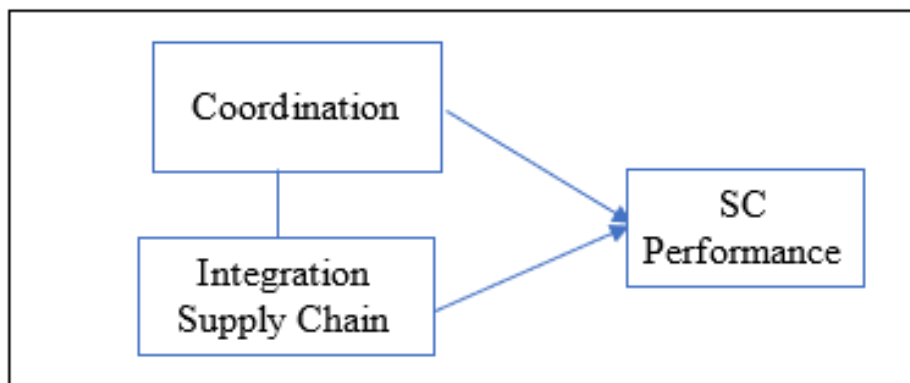 Coordination
SC
Performance
Integration
Supply Chain